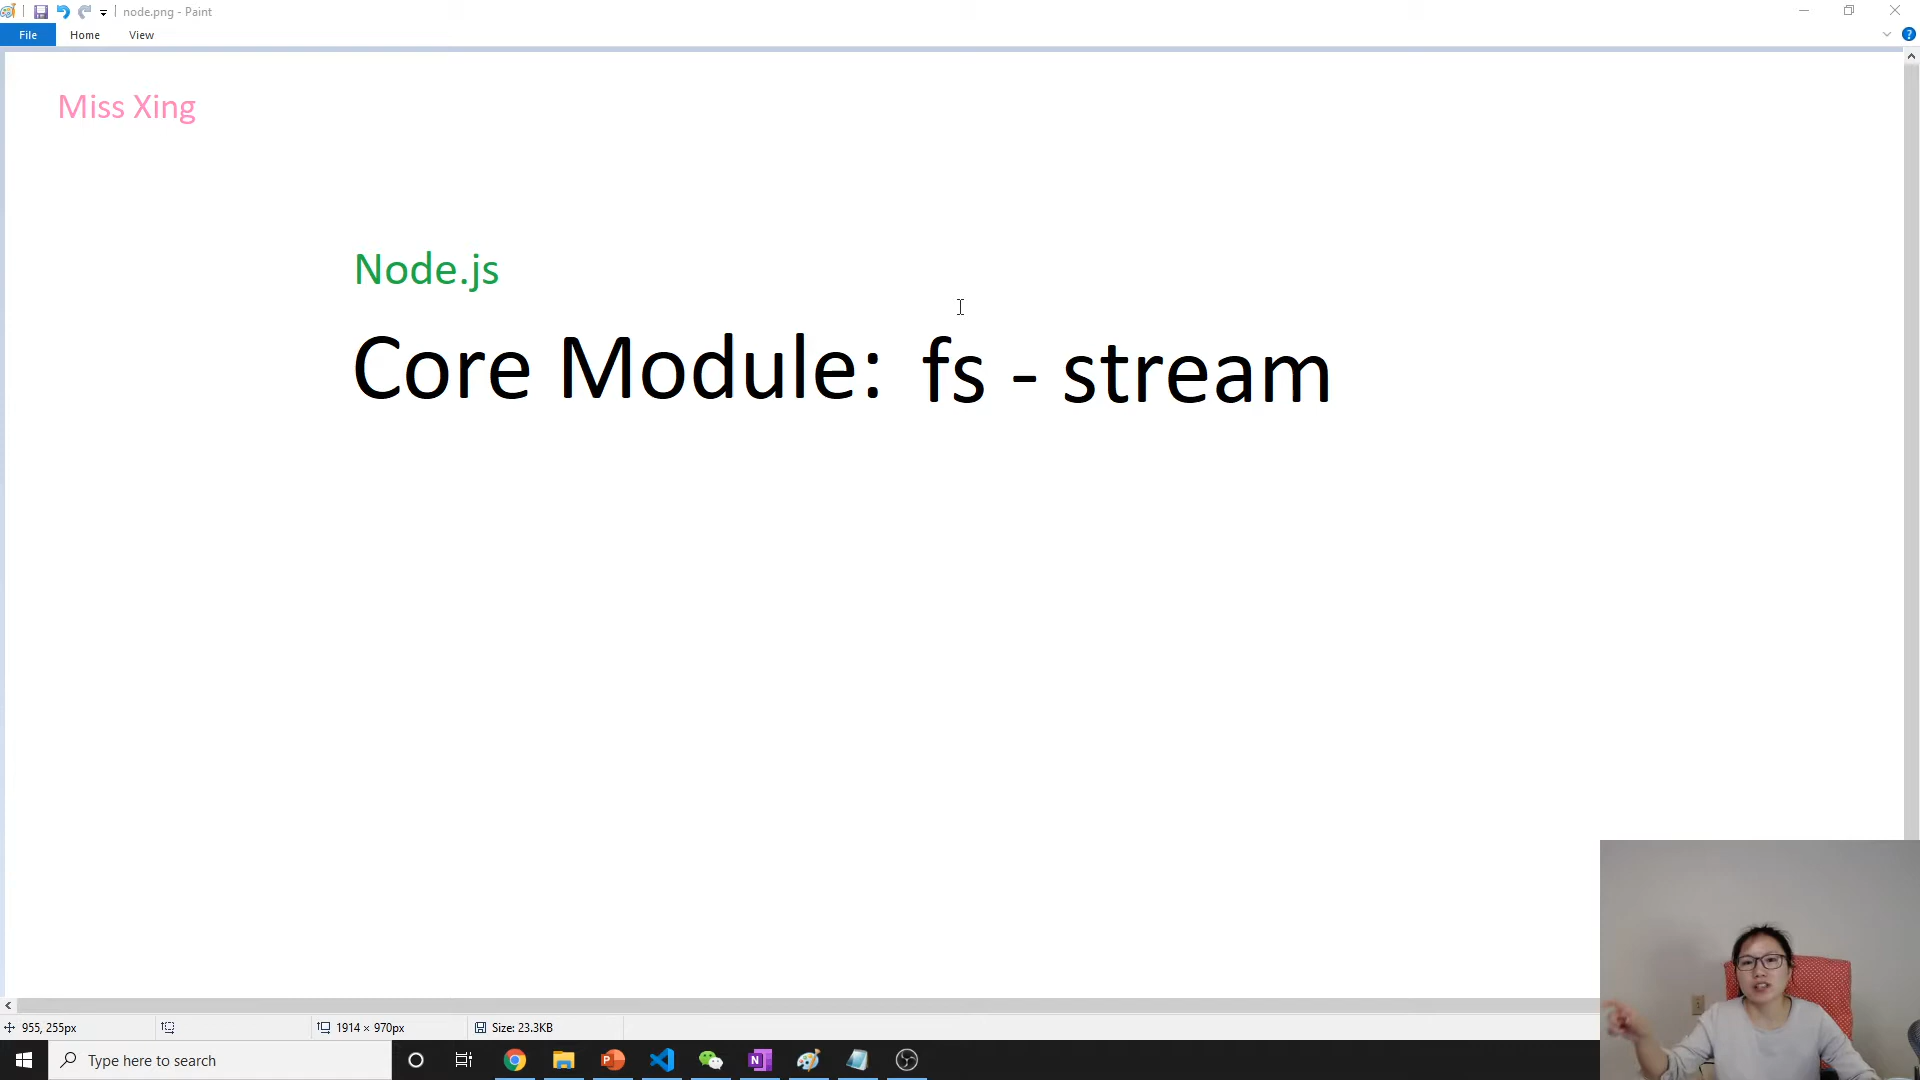 node.png - Paint
File Home View
Miss Xing
Node.js
Core Module: fs - stream
955, 255px 1914 × 970px Size: 23.3KB
Type here to search